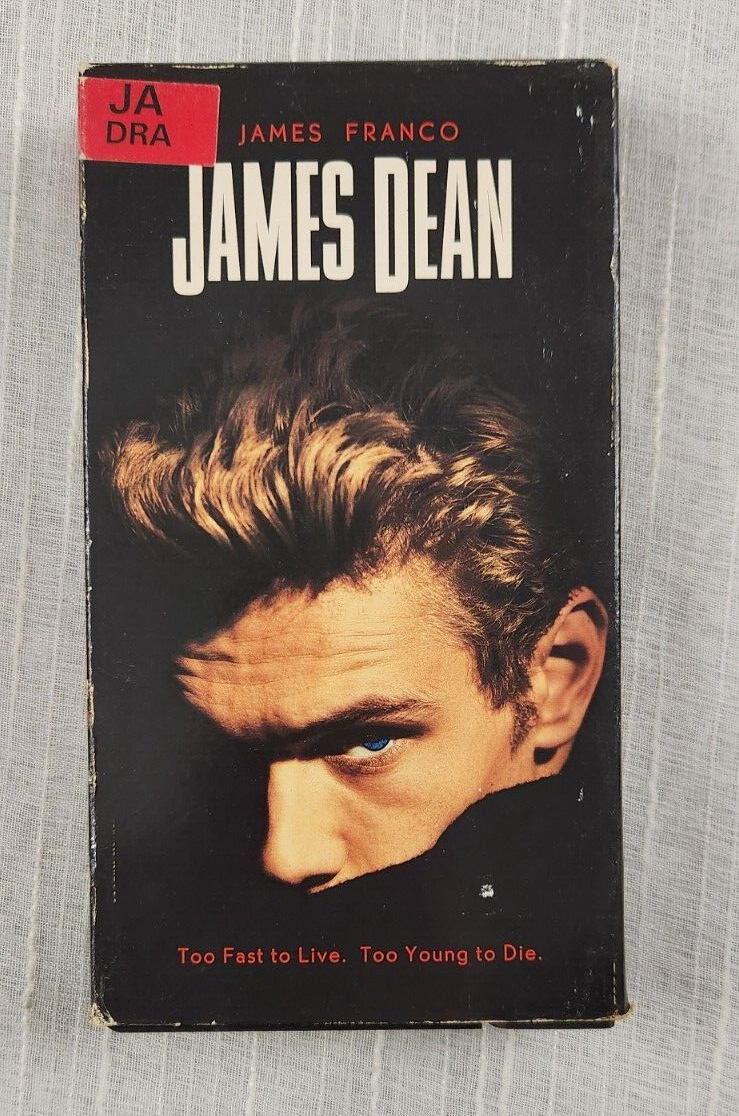 JA
DRA
JAMES FRANCO
JAMES DEAN
Too Fast to Live. Too Young to Die.